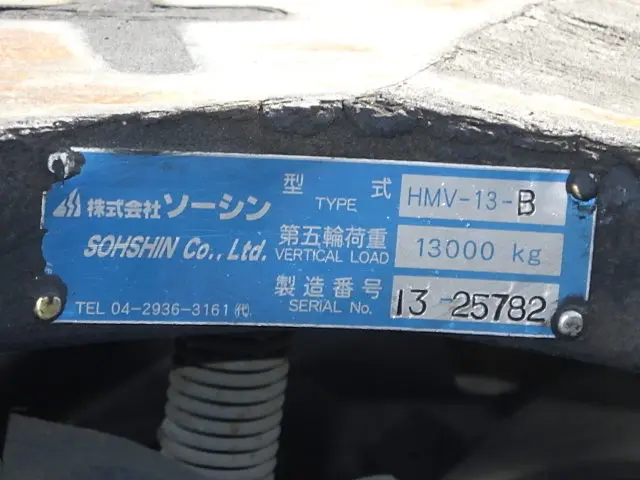 型式 HMV-13-B
TYPE
株式会社ソーシン
第五輪荷重 13000 kg
SOHSHIN Co., Ltd. VERTICAL LOAD
製造番号 13-25782
TEL 04-2936-3161(代) SERIAL No.